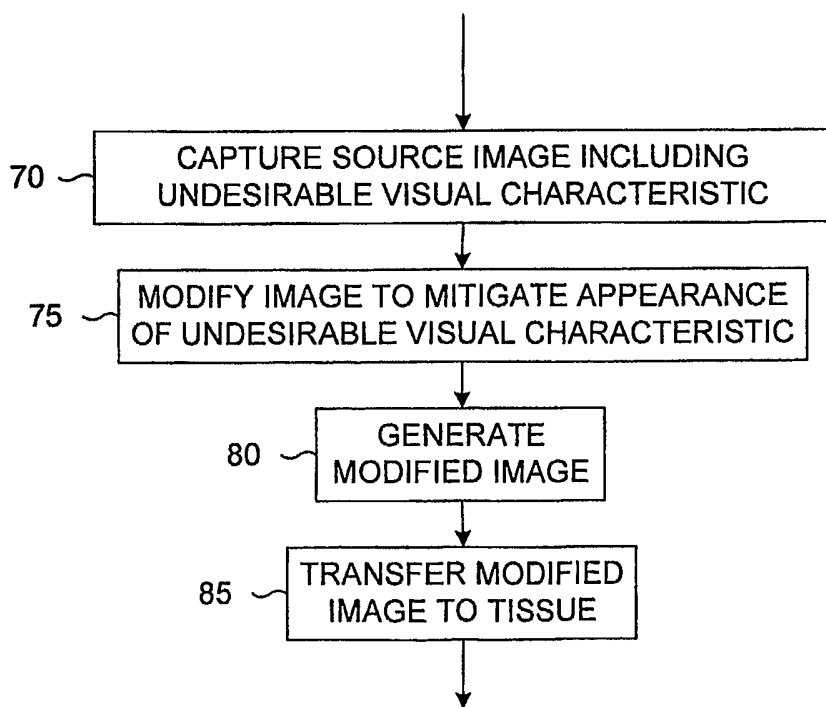 70
CAPTURE SOURCE IMAGE INCLUDING
UNDESIRABLE VISUAL CHARACTERISTIC
75
MODIFY IMAGE TO MITIGATE APPEARANCE
OF UNDESIRABLE VISUAL CHARACTERISTIC
80
GENERATE
MODIFIED IMAGE
85
TRANSFER MODIFIED
IMAGE TO TISSUE